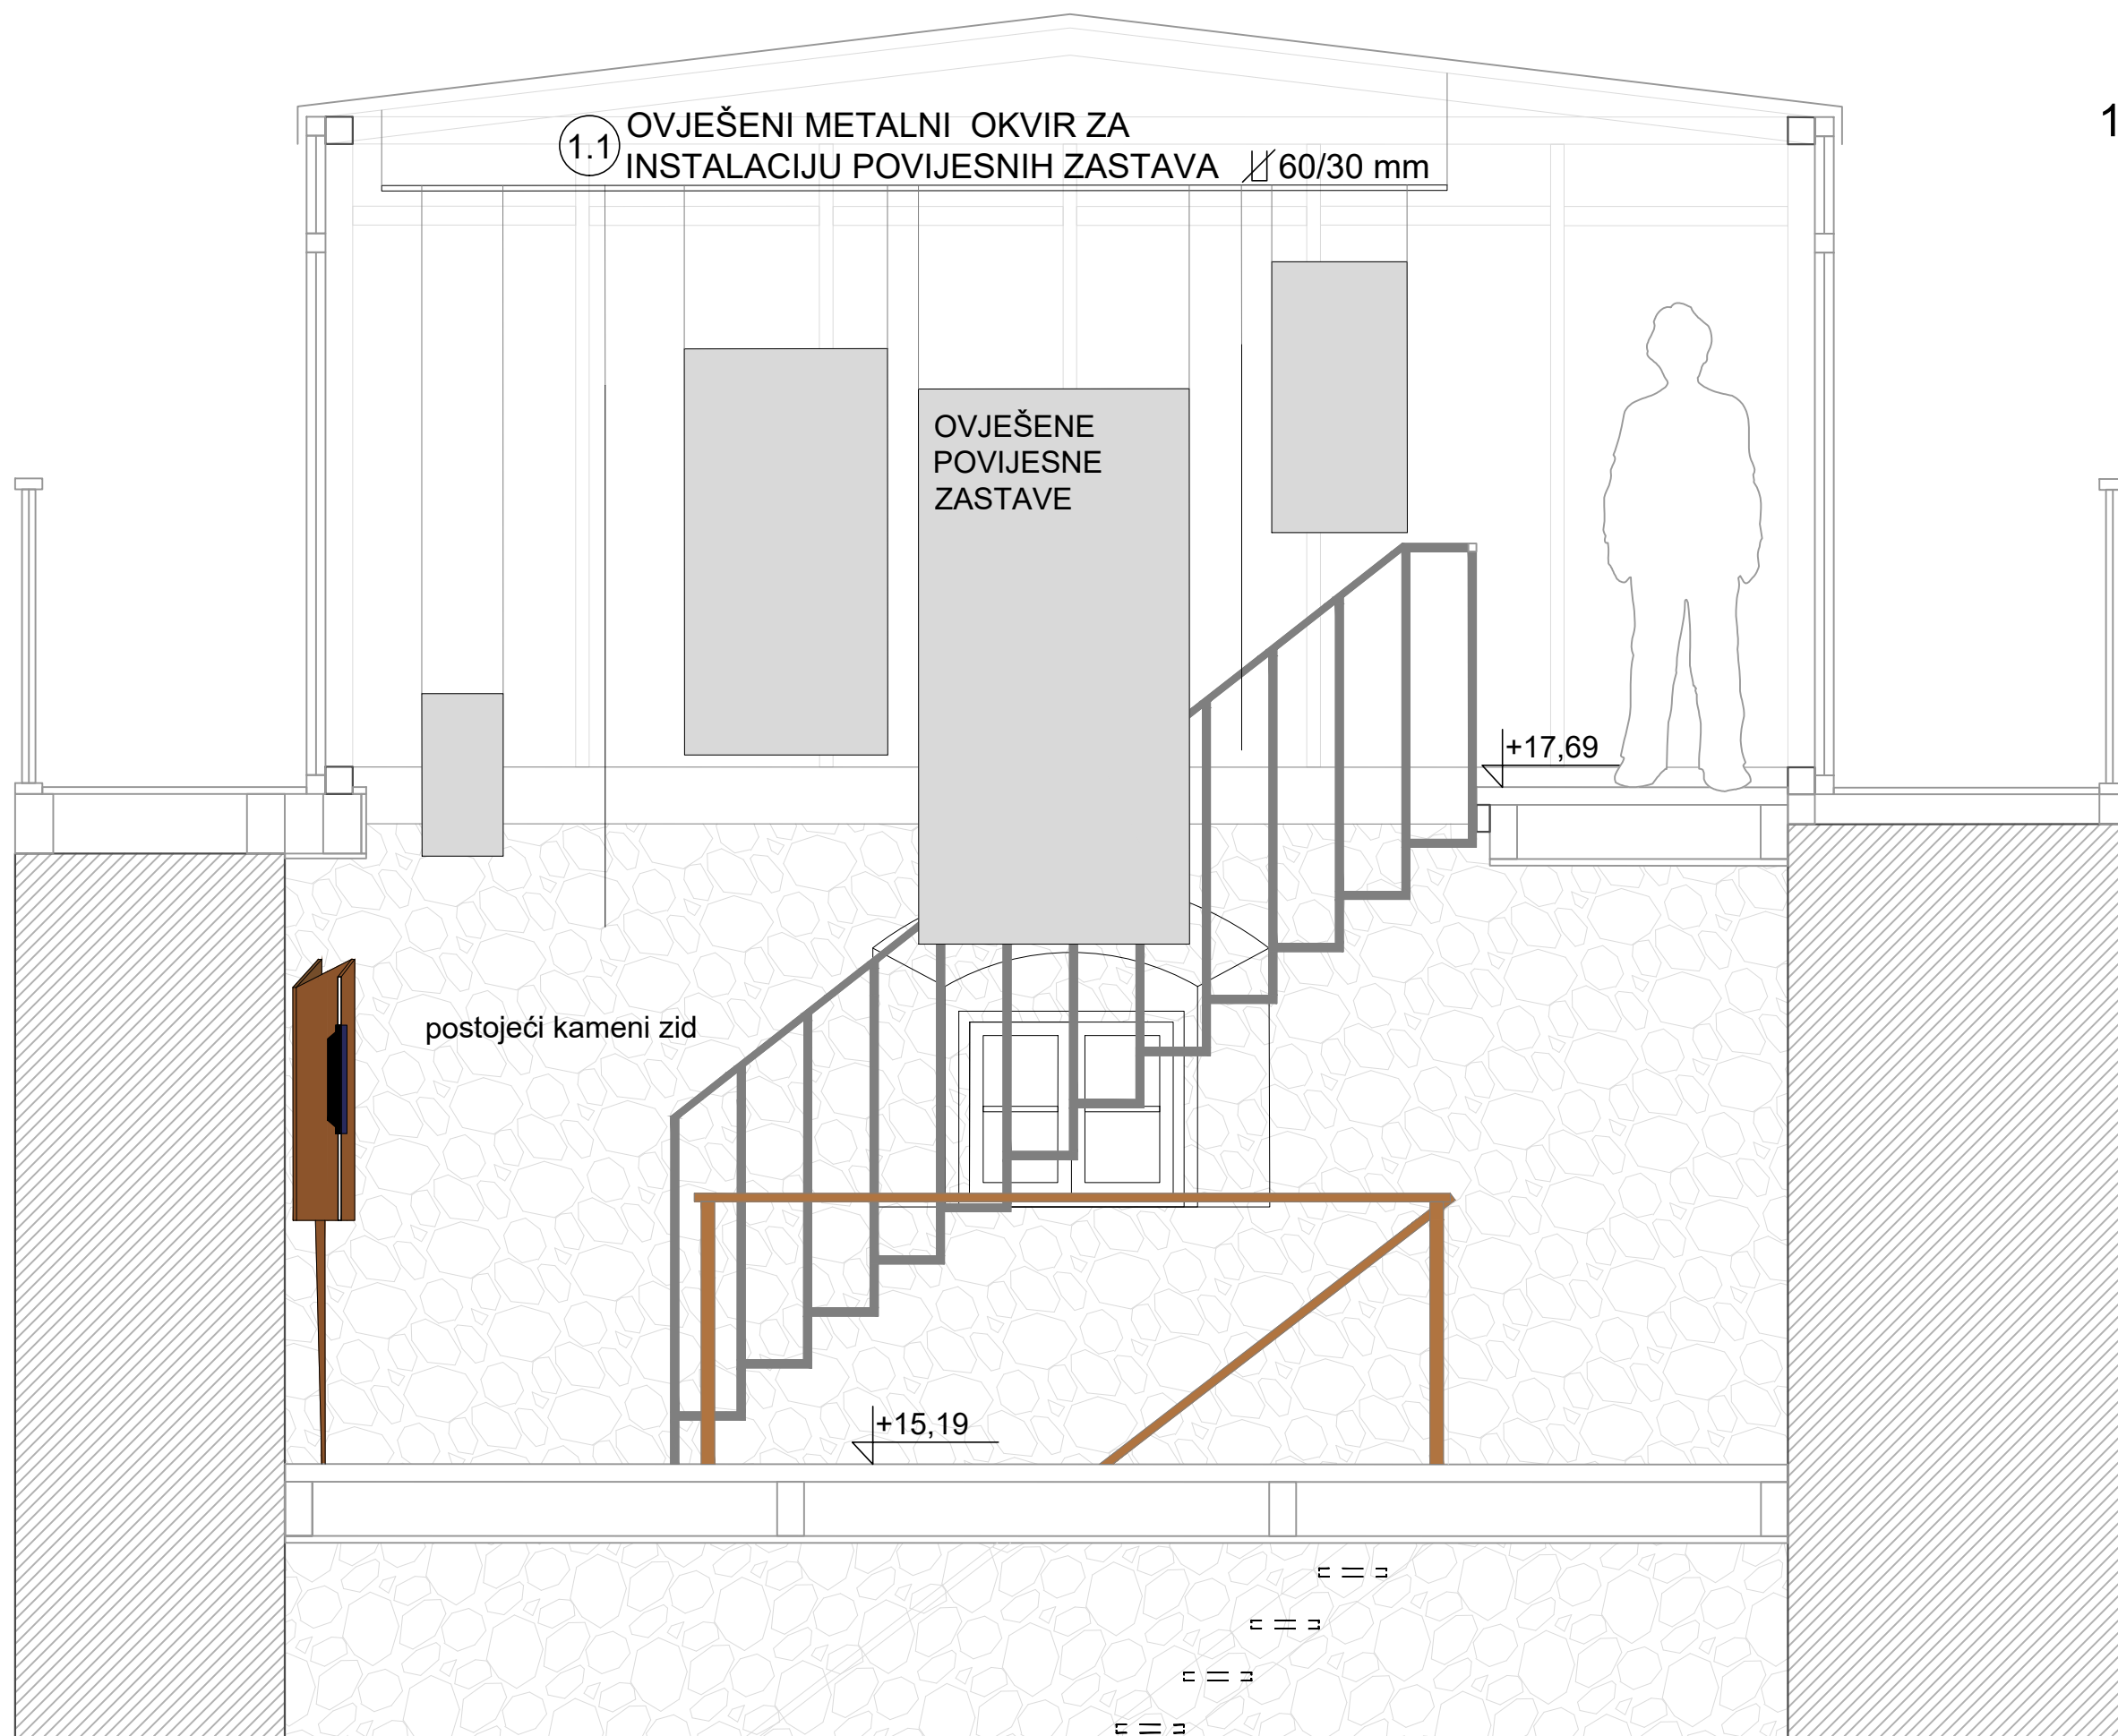 1.1 OVJEŠENI METALNI OKVIR ZA
INSTALACIJU POVIJESNIH ZASTAVA 60/30 mm
1
OVJEŠENE
POVIJESNE
ZASTAVE
+17,69
postojeći kameni zid
+15,19